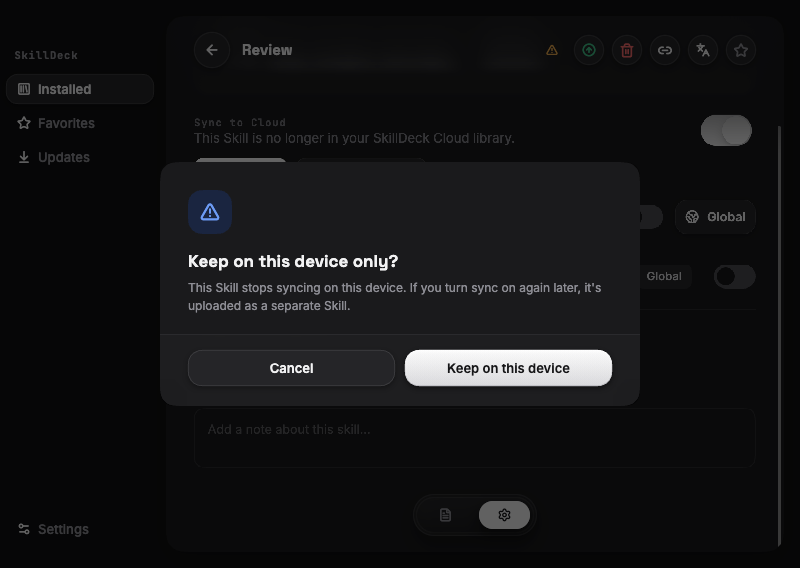 SkillDeck
Installed
Favorites
Updates
Settings
Review
Sync to Cloud
This Skill is no longer in your SkillDeck Cloud library.
Global
Global
Keep on this device only?
This Skill stops syncing on this device. If you turn sync on again later, it's
uploaded as a separate Skill.
Cancel
Keep on this device
Add a note about this skill...